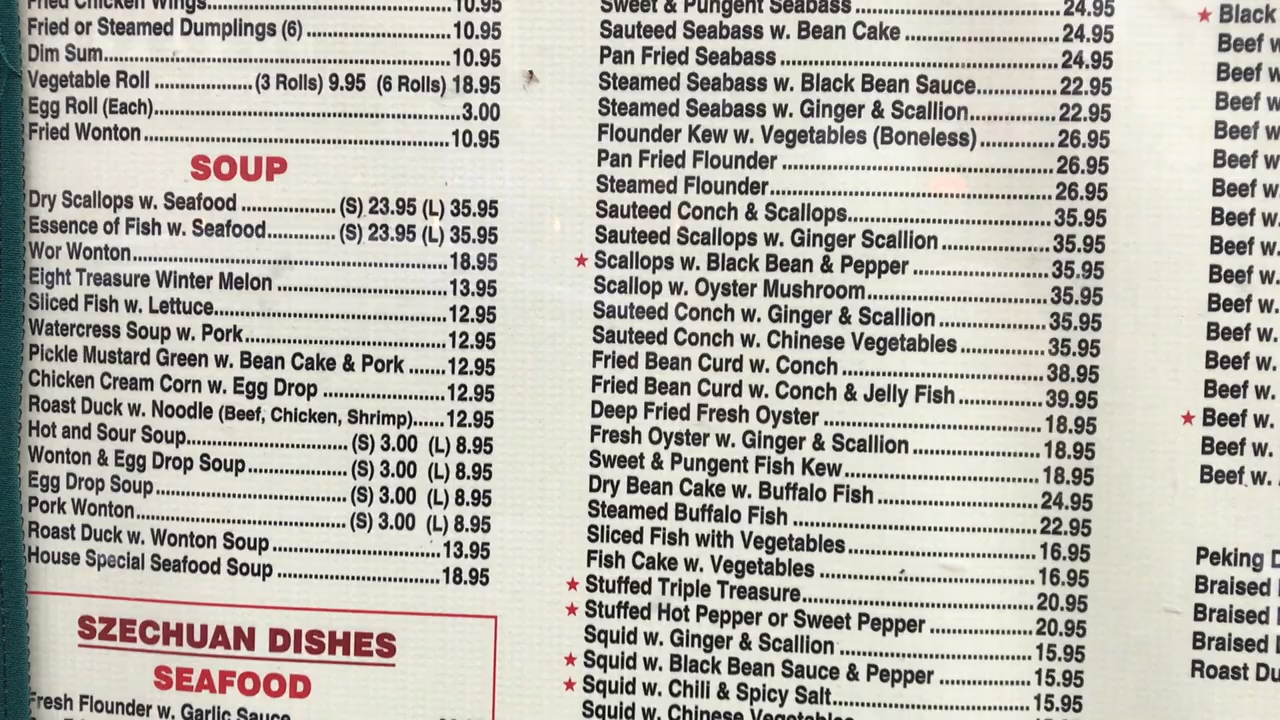 Fried Chicken Wings 10.95
Fried or Steamed Dumplings (6) 10.95
Dim Sum 10.95
Vegetable Roll (3 Rolls) 9.95 (6 Rolls) 18.95
Egg Roll (Each) 3.00
Fried Wonton 10.95
SOUP
Dry Scallops w. Seafood (S) 23.95 (L) 35.95
Essence of Fish w. Seafood (S) 23.95 (L) 35.95
Wor Wonton 18.95
Eight Treasure Winter Melon 13.95
Sliced Fish w. Lettuce 12.95
Watercress Soup w. Pork 12.95
Pickle Mustard Green w. Bean Cake & Pork 12.95
Chicken Cream Corn w. Egg Drop 12.95
Roast Duck w. Noodle (Beef, Chicken, Shrimp) 12.95
Hot and Sour Soup (S) 3.00 (L) 8.95
Wonton & Egg Drop Soup (S) 3.00 (L) 8.95
Egg Drop Soup (S) 3.00 (L) 8.95
Pork Wonton (S) 3.00 (L) 8.95
Roast Duck w. Wonton Soup 13.95
House Special Seafood Soup 18.95
SZECHUAN DISHES
SEAFOOD
Fresh Flounder w. Garlic Sauce
Sweet & Pungent Seabass 24.95
Sauteed Seabass w. Bean Cake 24.95
Pan Fried Seabass 24.95
Steamed Seabass w. Black Bean Sauce 22.95
Steamed Seabass w. Ginger & Scallion 22.95
Flounder Kew w. Vegetables (Boneless) 26.95
Pan Fried Flounder 26.95
Steamed Flounder 26.95
Sauteed Conch & Scallops 35.95
Sauteed Scallops w. Ginger Scallion 35.95
★ Scallops w. Black Bean & Pepper 35.95
Scallop w. Oyster Mushroom 35.95
Sauteed Conch w. Ginger & Scallion 35.95
Sauteed Conch w. Chinese Vegetables 35.95
Fried Bean Curd w. Conch 38.95
Fried Bean Curd w. Conch & Jelly Fish 39.95
Deep Fried Fresh Oyster 18.95
Fresh Oyster w. Ginger & Scallion 18.95
Sweet & Pungent Fish Kew 18.95
Dry Bean Cake w. Buffalo Fish 24.95
Steamed Buffalo Fish 22.95
Sliced Fish with Vegetables 16.95
Fish Cake w. Vegetables 16.95
★ Stuffed Triple Treasure 20.95
★ Stuffed Hot Pepper or Sweet Pepper 20.95
Squid w. Ginger & Scallion 15.95
★ Squid w. Black Bean Sauce & Pepper 15.95
★ Squid w. Chili & Spicy Salt 15.95
Squid w. Chinese Vegetables
★ Black
Beef w
Beef w
Beef w
Beef w
Beef w
Beef w
Beef w.
Beef w.
Beef w.
Beef w.
Beef w.
Beef w.
Beef w.
★ Beef w.
Beef w.
Beef w.
Peking
Braised
Braised
Braised
Roast